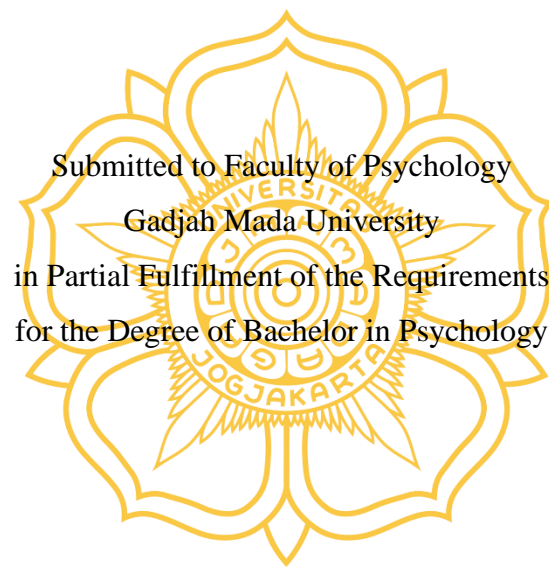 Submitted to Faculty of Psychology
Gadjah Mada University
in Partial Fulfillment of the Requirements
for the Degree of Bachelor in Psychology
UNIVERSITA
GADJAH MADA
JOGJAKARTA